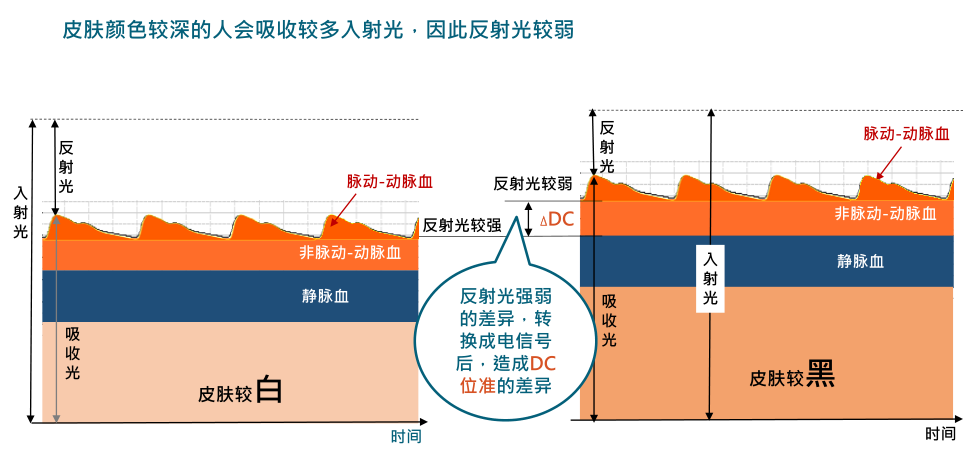 皮肤颜色较深的人会吸收较多入射光，因此反射光较弱
入射光
反射光
脉动-动脉血
非脉动-动脉血
静脉血
吸收光
皮肤较白
时间
反射光较弱
反射光较强
ΔDC
反射光强弱
的差异，转
换成电信号
后，造成DC
位准的差异
反射光
脉动-动脉血
非脉动-动脉血
入射光
静脉血
吸收光
皮肤较黑
时间